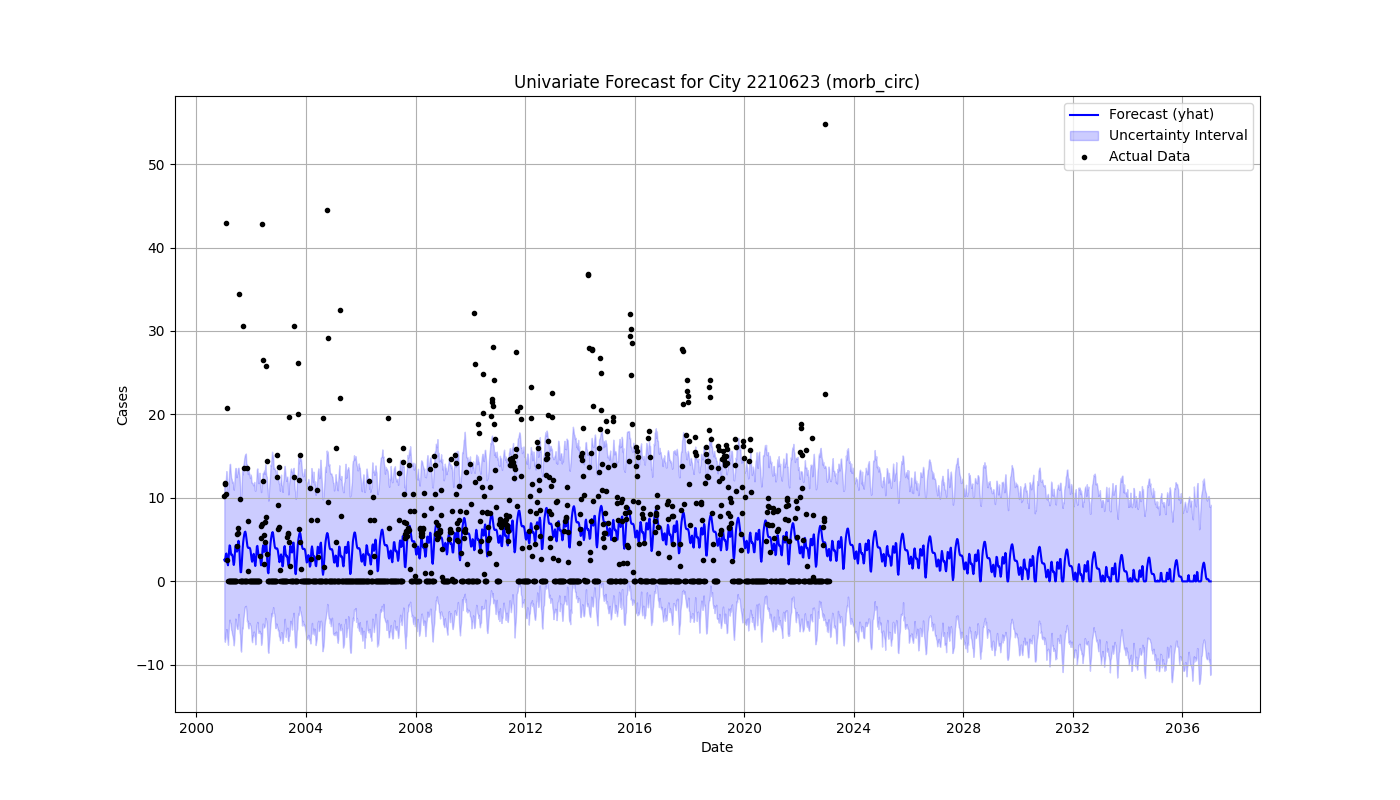 Univariate Forecast for City 2210623 (morb_circ)
Forecast (yhat)
Uncertainty Interval
Actual Data
Cases
50
40
30
20
10
0
−10
2000 2004 2008 2012 2016 2020 2024 2028 2032 2036
Date